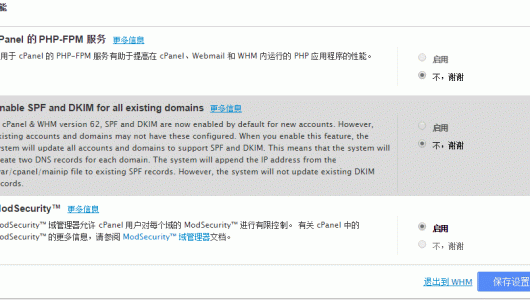 能
Panel 的 PHP-FPM 服务 更多信息
用于 cPanel 的 PHP-FPM 服务有助于提高在 cPanel、Webmail 和 WHM 内运行的 PHP 应用程序的性能。
启用
不，谢谢
nable SPF and DKIM for all existing domains 更多信息
cPanel & WHM version 62, SPF and DKIM are now enabled by default for new accounts. However,
xisting accounts and domains may not have these configured. When you enable this feature, the
ystem will update all accounts and domains to support SPF and DKIM. This means that the system will
reate two DNS records for each domain. The system will append the IP address from the
var/cpanel/mainip file to existing SPF records. However, the system will not update existing DKIM
ecords.
启用
不，谢谢
ModSecurity™ 更多信息
ModSecurity™ 域管理器允许 cPanel 用户对每个域的 ModSecurity™ 进行有限控制。 有关 cPanel 中的
ModSecurity™ 的更多信息，请参阅 ModSecurity™ 域管理器文档。
启用
不，谢谢
退出到 WHM
保存设置